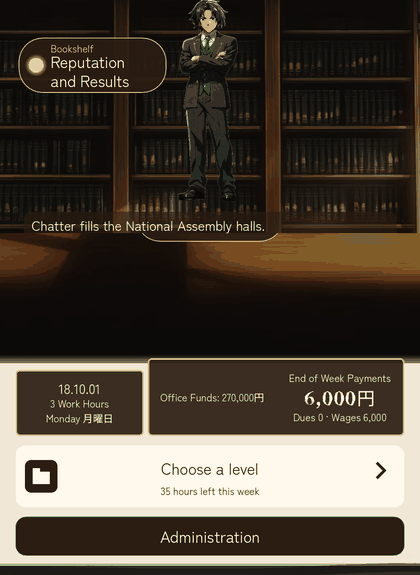 Bookshelf
Reputation
and Results
Chatter fills the National Assembly halls.
18.10.01
3 Work Hours
Monday 月曜日
Office Funds: 270,000円
End of Week Payments
6,000円
Dues 0 · Wages 6,000
Choose a level
35 hours left this week
Administration